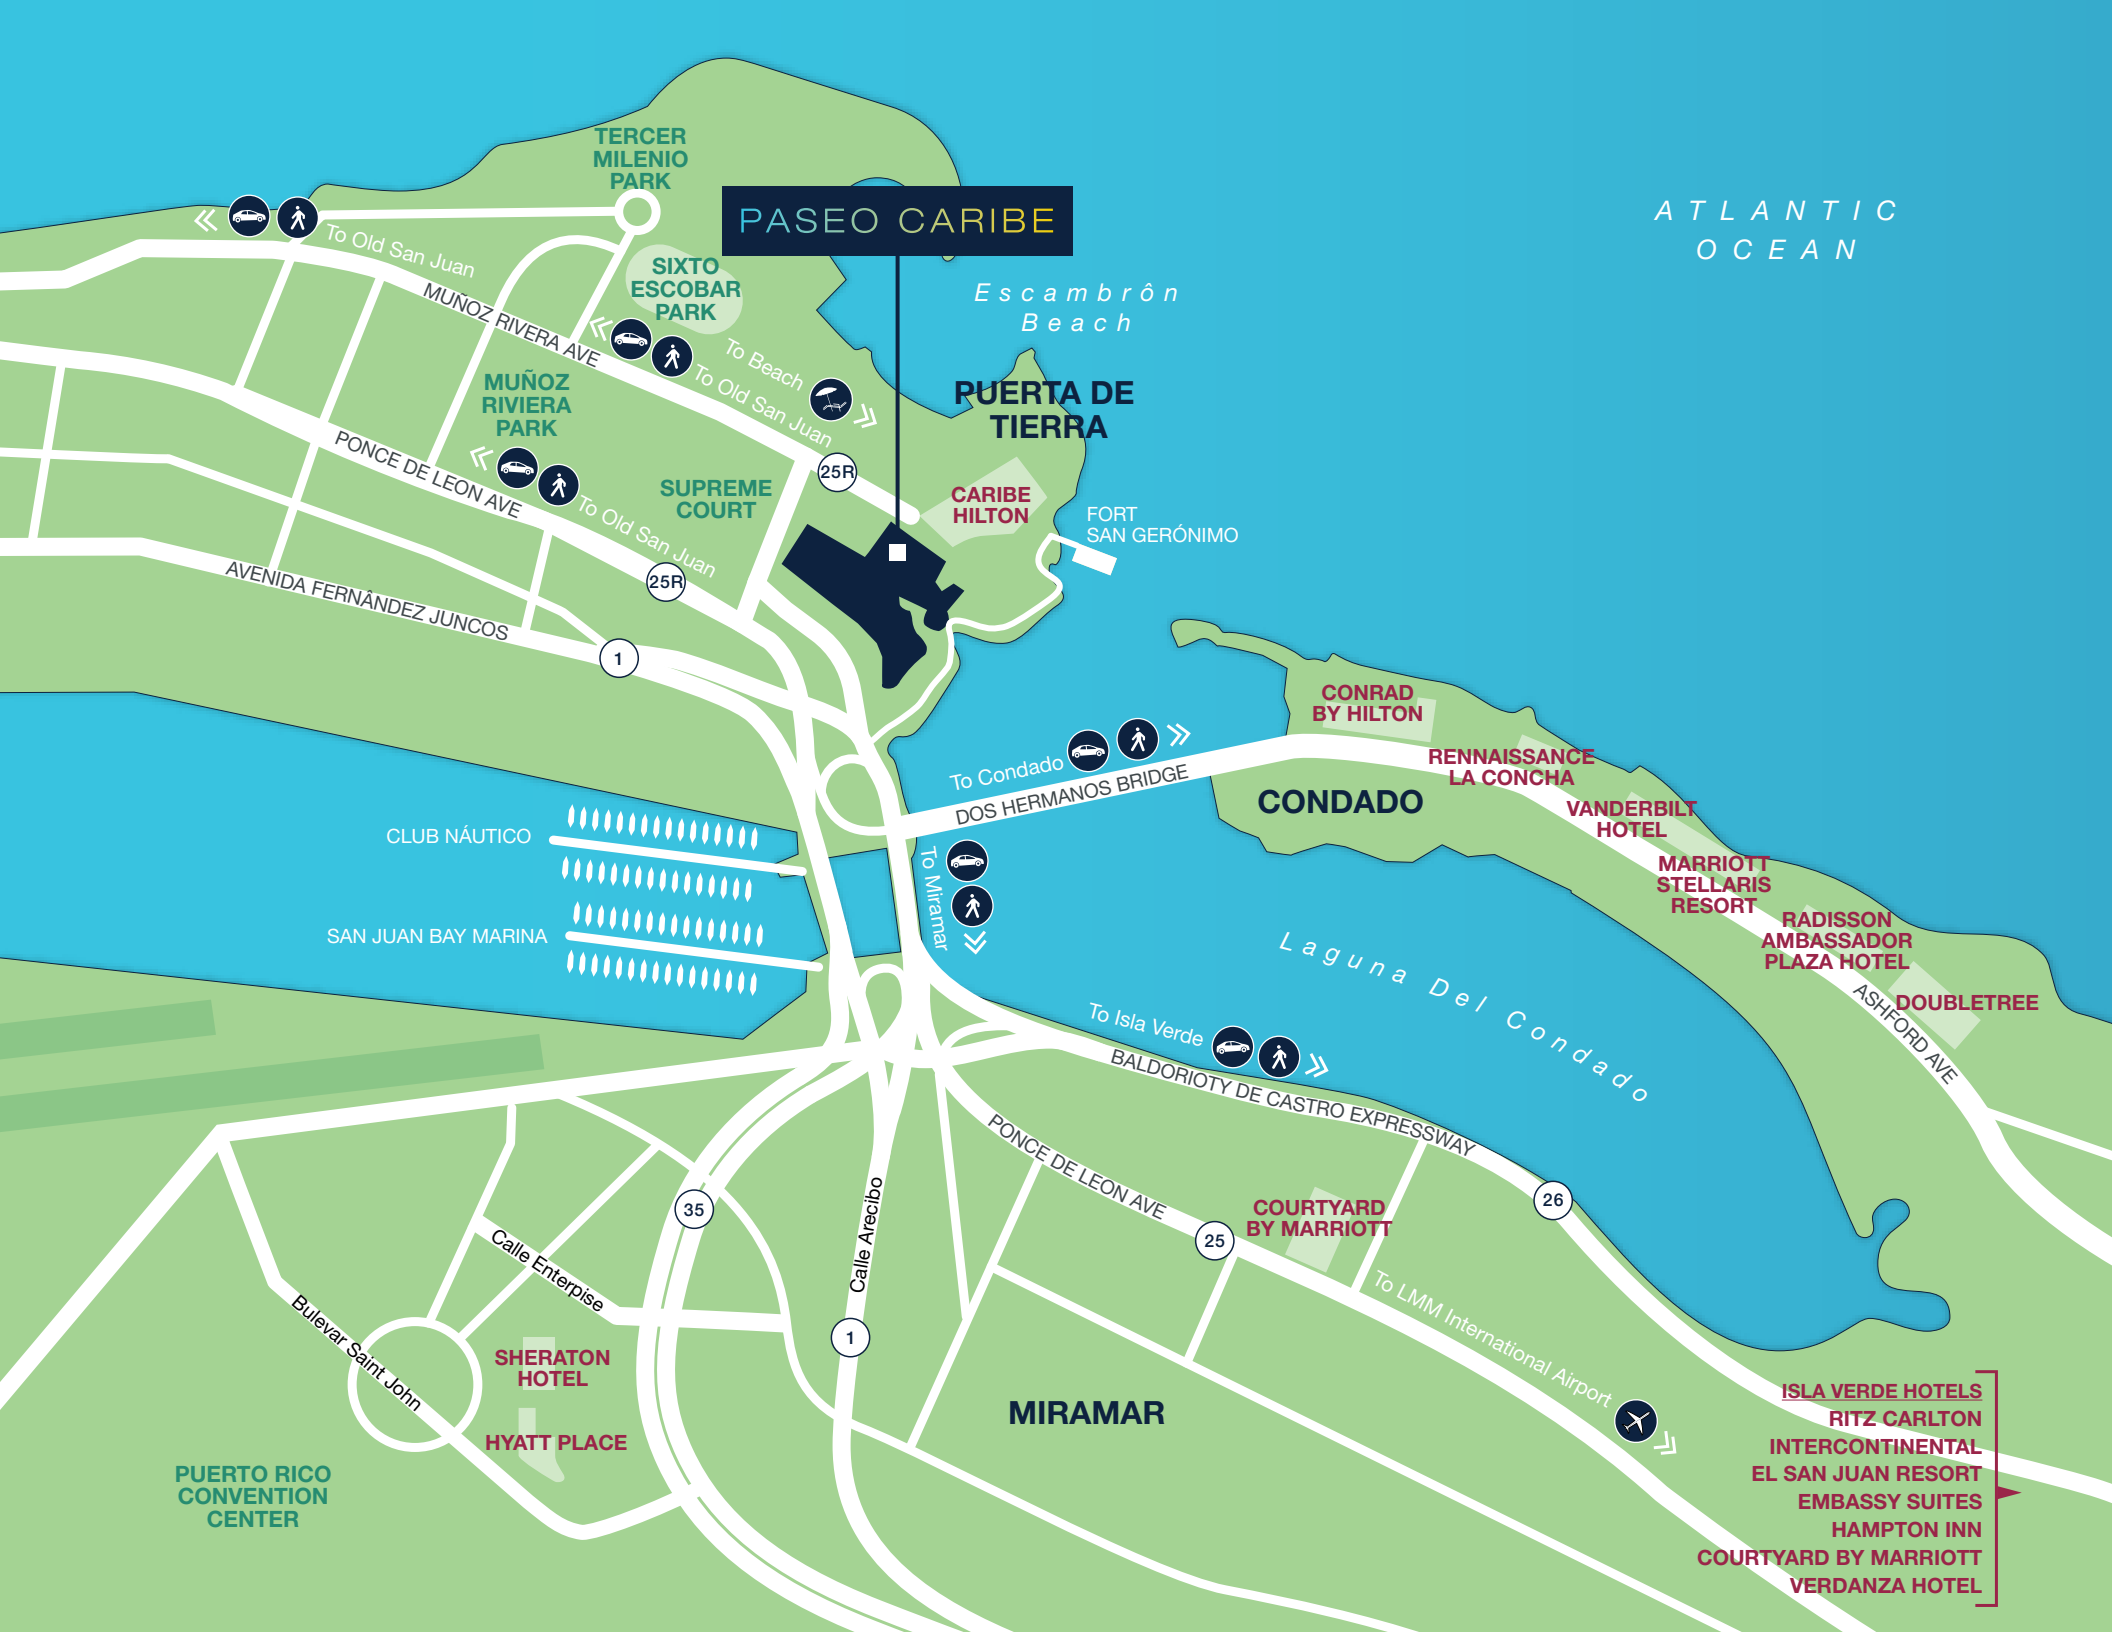 TERCER
MILENIO
PARK
PASEO CARIBE
ATLANTIC
OCEAN
To Old San Juan
SIXTO
ESCOBAR
PARK
Escambrôn
Beach
MUÑOZ RIVERA AVE
To Beach
To Old San Juan
MUÑOZ
RIVIERA
PARK
PUERTA DE
TIERRA
PONCE DE LEON AVE
25R
SUPREME
COURT
CARIBE
HILTON
FORT
SAN GERÓNIMO
To Old San Juan
25R
AVENIDA FERNÂNDEZ JUNCOS
1
CONRAD
BY HILTON
To Condado
DOS HERMANOS BRIDGE
RENNAISSANCE
LA CONCHA
CONDADO
VANDERBILT
HOTEL
CLUB NÁUTICO
To Miramar
MARRIOTT
STELLARIS
RESORT
SAN JUAN BAY MARINA
RADISSON
AMBASSADOR
PLAZA HOTEL
Laguna Del Condado
ASHFORD AVE
DOUBLETREE
To Isla Verde
BALDORIOTY DE CASTRO EXPRESSWAY
PONCE DE LEON AVE
26
35
Calle Arecibo
25
COURTYARD
BY MARRIOTT
Calle Enterpise
To LMM International Airport
Bulevar Saint John
1
SHERATON
HOTEL
MIRAMAR
HYATT PLACE
PUERTO RICO
CONVENTION
CENTER
ISLA VERDE HOTELS
RITZ CARLTON
INTERCONTINENTAL
EL SAN JUAN RESORT
EMBASSY SUITES
HAMPTON INN
COURTYARD BY MARRIOTT
VERDANZA HOTEL